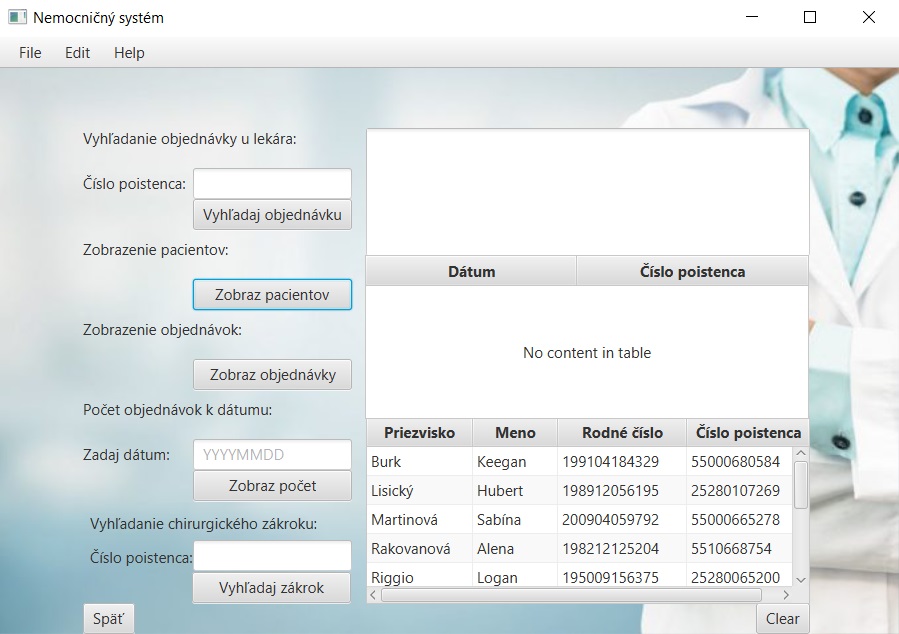 Nemocničný systém
File Edit Help
Vyhľadanie objednávky u lekára:
Číslo poistenca:
Vyhľadaj objednávku
Zobrazenie pacientov:
Zobraz pacientov
Zobrazenie objednávok:
Zobraz objednávky
Počet objednávok k dátumu:
Zadaj dátum: YYYYMMDD
Zobraz počet
Vyhľadanie chirurgického zákroku:
Číslo poistenca:
Vyhľadaj zákrok
Späť
Dátum Číslo poistenca
No content in table
Priezvisko Meno Rodné číslo Číslo poistenca
Burk Keegan 199104184329 55000680584
Lisický Hubert 198912056195 25280107269
Martinová Sabína 200904059792 55000665278
Rakovanová Alena 198212125204 5510668754
Riggio Logan 195009156375 25280065200
Clear